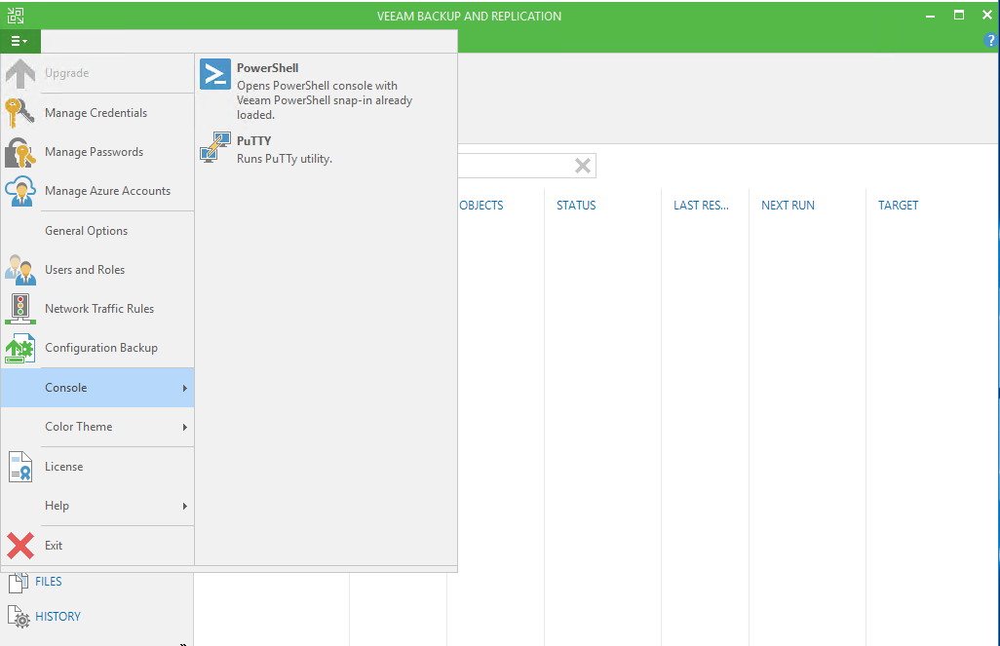 VEEAM BACKUP AND REPLICATION
?
Upgrade
Manage Credentials
Manage Passwords
Manage Azure Accounts
General Options
Users and Roles
Network Traffic Rules
Configuration Backup
Console
Color Theme
License
Help
Exit
PowerShell
Opens PowerShell console with
Veeam PowerShell snap-in already
loaded.
PuTTY
Runs PuTTy utility.
OBJECTS STATUS LAST RES... NEXT RUN TARGET
FILES
HISTORY
»